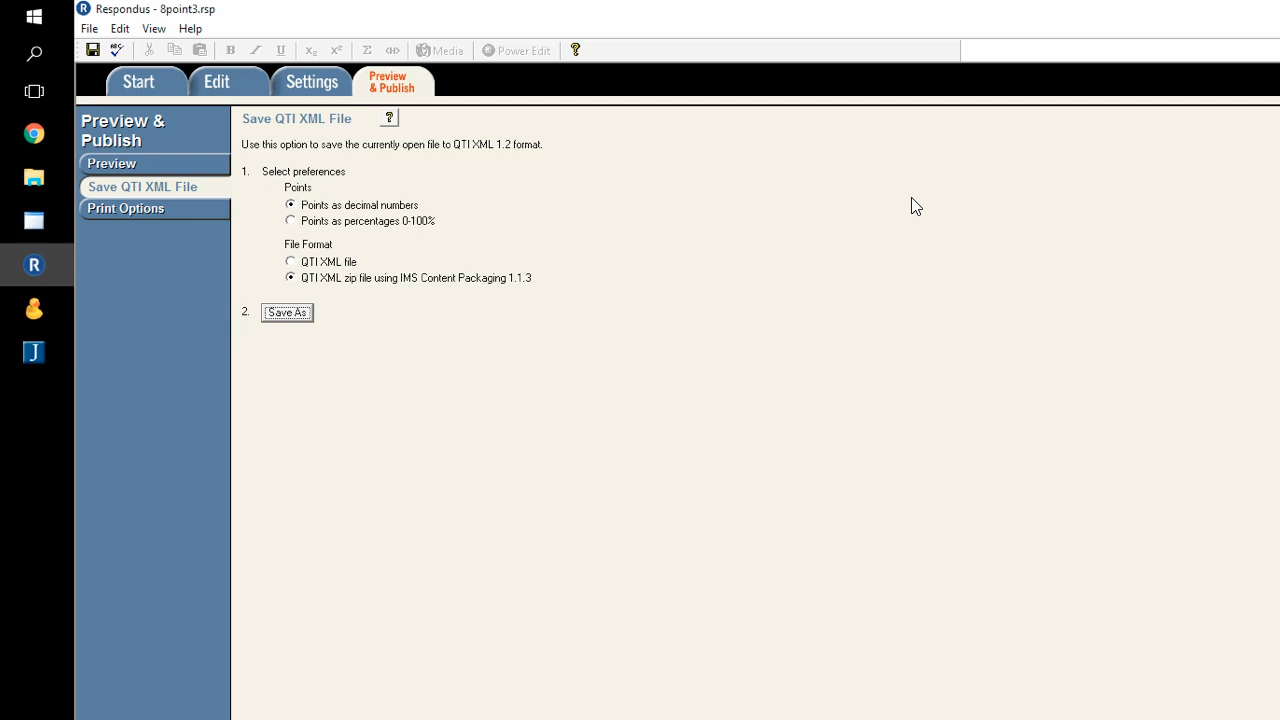 Respondus - 8point3.rsp
File Edit View Help
ABC B I U X₂ X² Σ Media Power Edit ?
Start Edit Settings Preview & Publish
Preview & Publish
Preview
Save QTI XML File
Print Options
Save QTI XML File ?
Use this option to save the currently open file to QTI XML 1.2 format.
1. Select preferences
Points
Points as decimal numbers
Points as percentages 0-100%
File Format
QTI XML file
QTI XML zip file using IMS Content Packaging 1.1.3
2. Save As
R
J